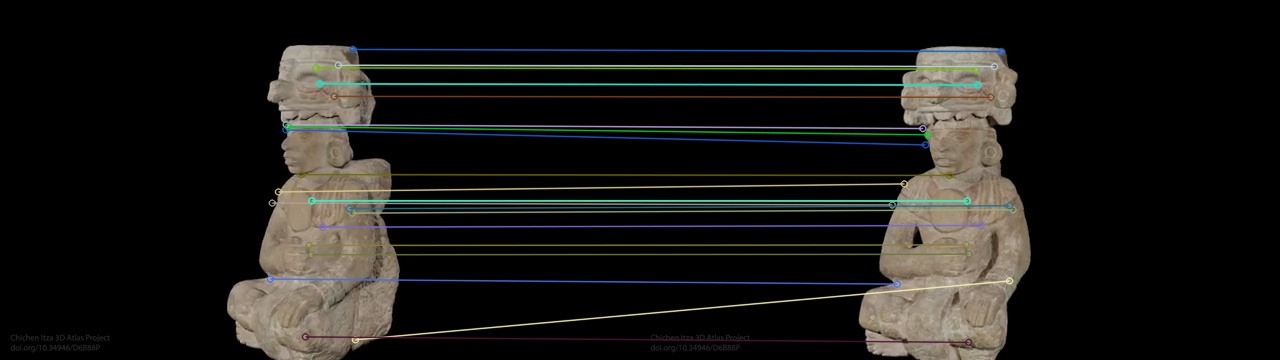 Chichen Itza 3D Atlas Project
doi.org/10.34946/D6B88P
Chichen Itza 3D Atlas Project
doi.org/10.34946/D6B88P